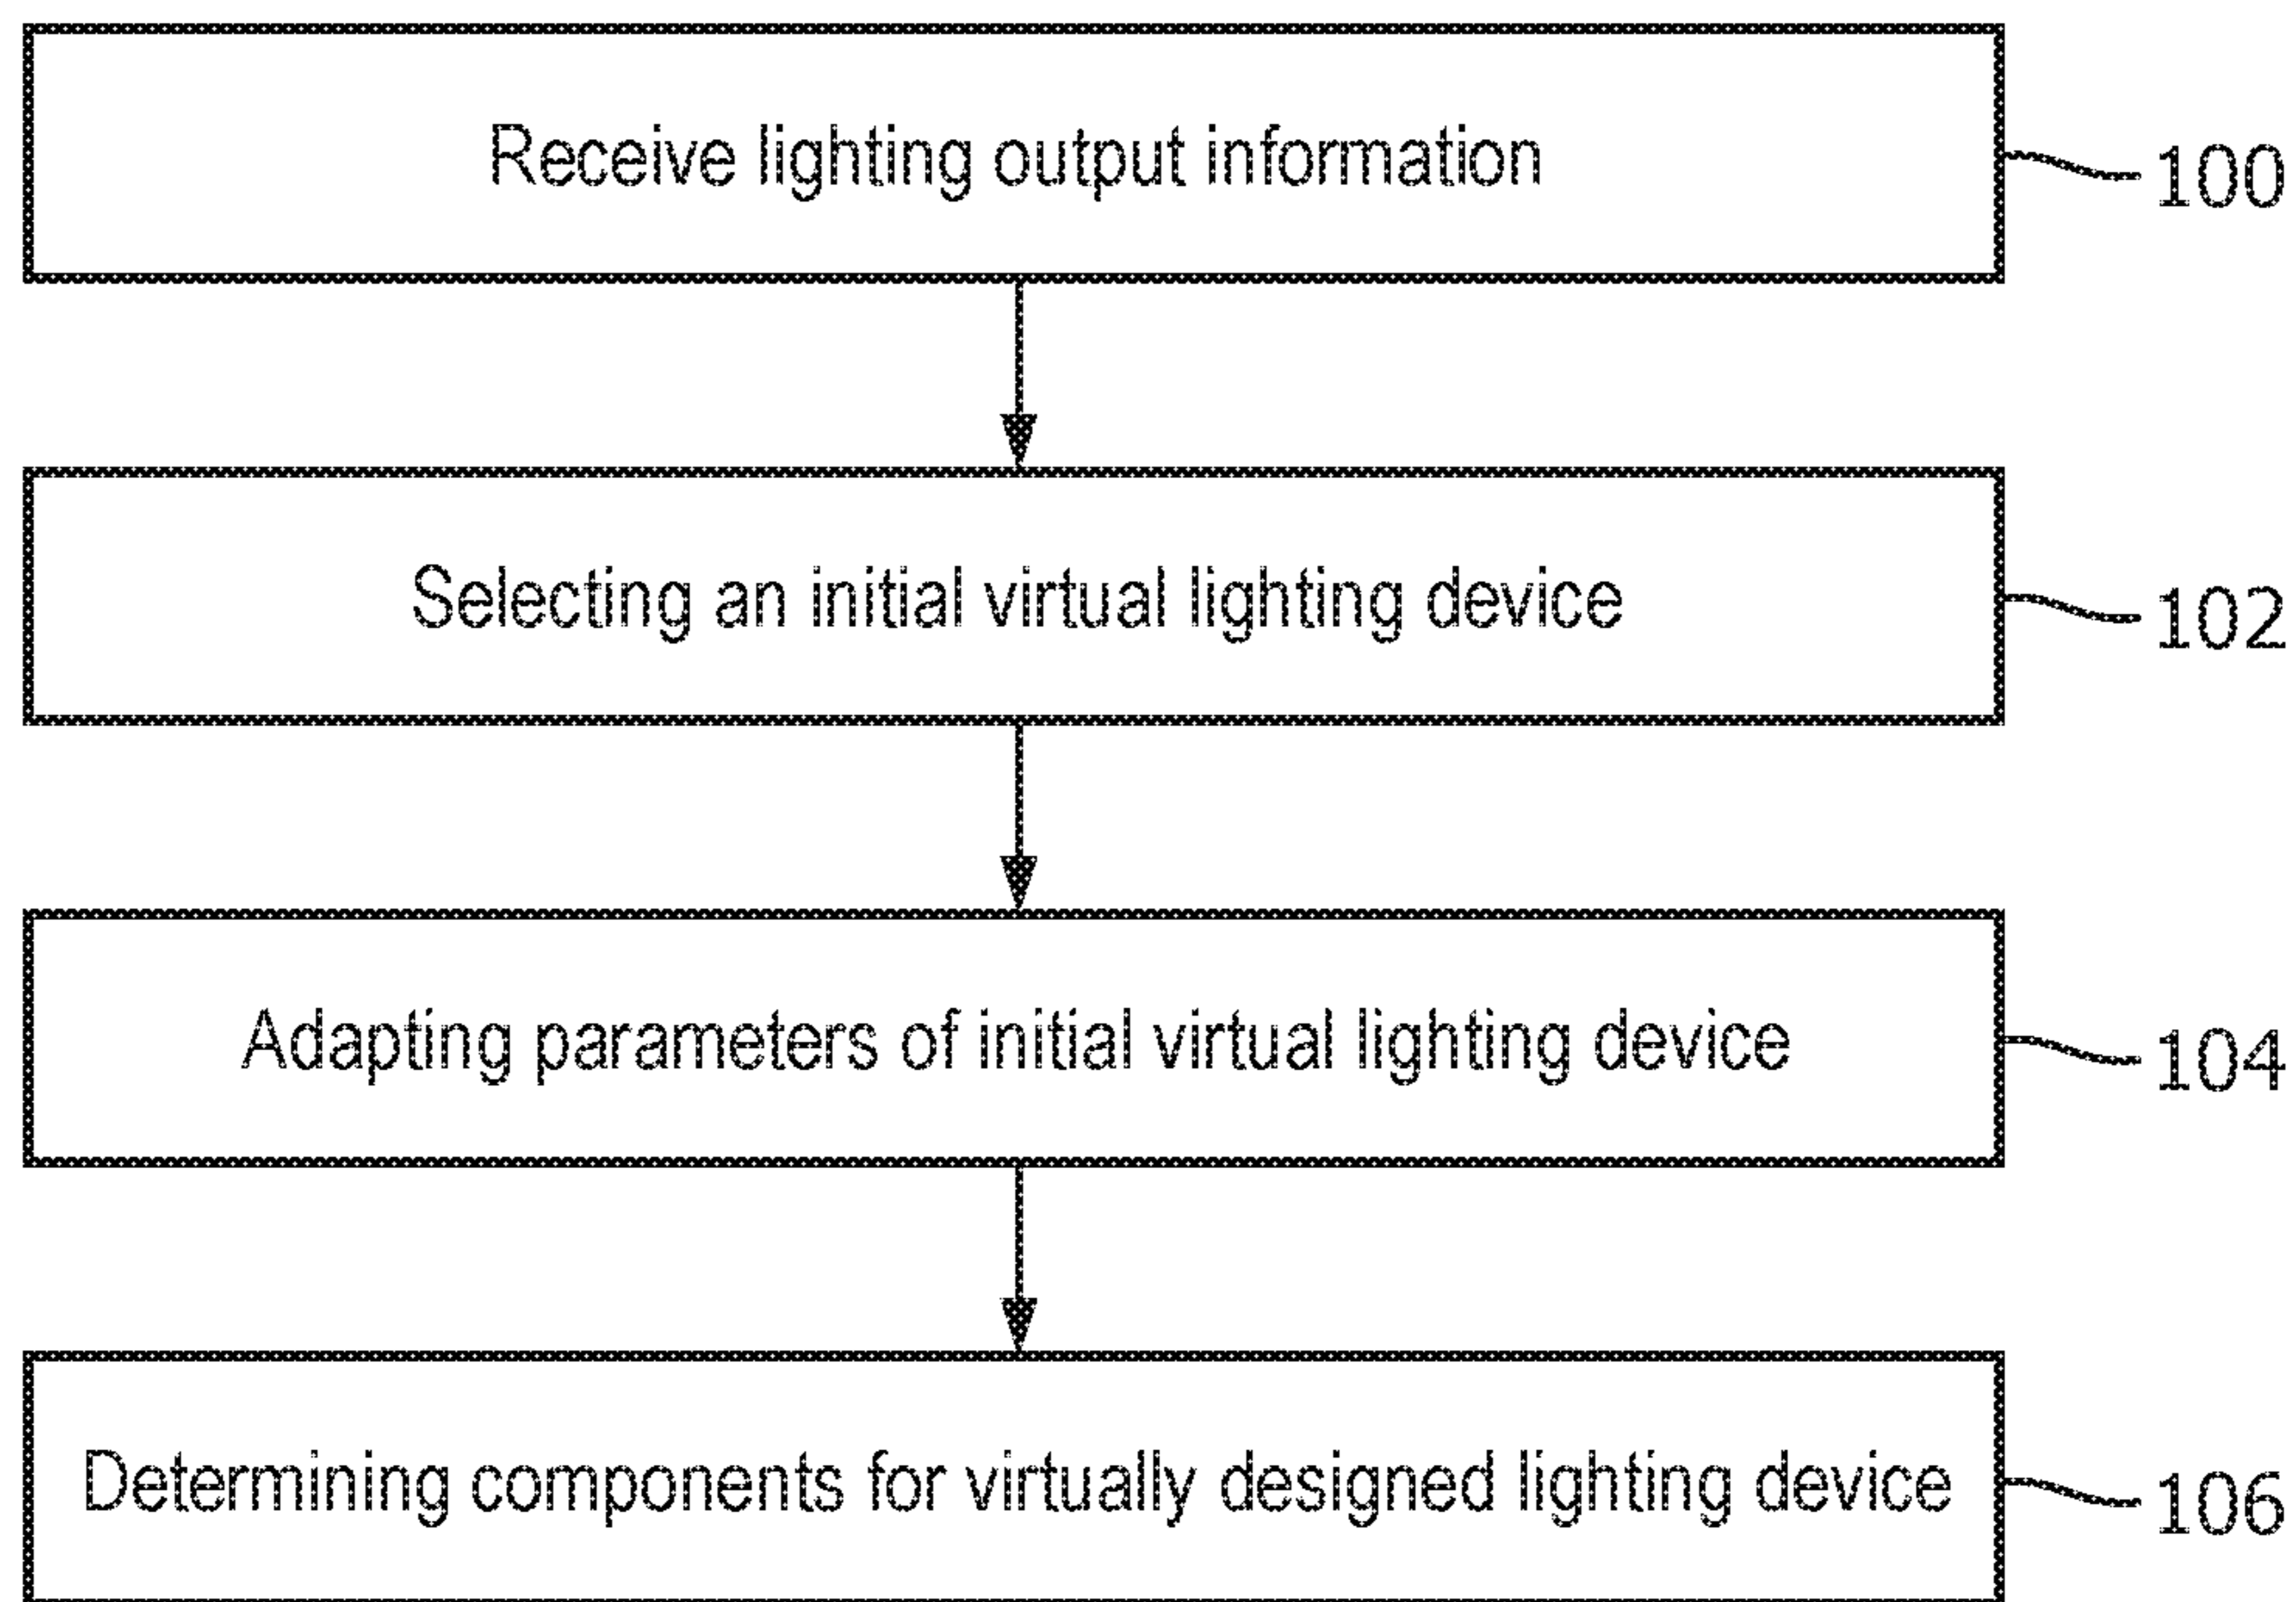 Receive lighting output information
100
Selecting an initial virtual lighting device
102
Adapting parameters of initial virtual lighting device
104
Determining components for virtually designed lighting device
106